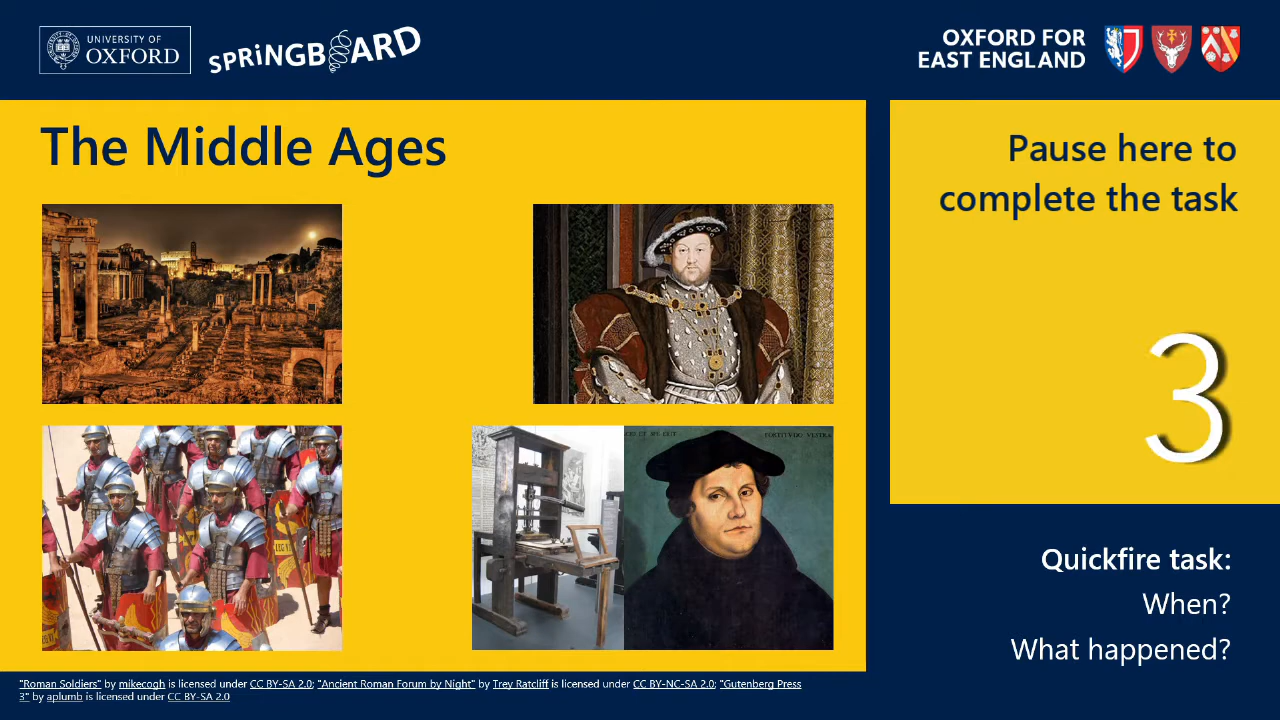 UNIVERSITY OF
OXFORD
SPRiNGBOARD
OXFORD FOR
EAST ENGLAND
The Middle Ages
Pause here to
complete the task
3
Quickfire task:
When?
What happened?
"Roman Soldiers" by mikecogh is licensed under CC BY-SA 2.0; "Ancient Roman Forum by Night" by Trey Ratcliff is licensed under CC BY-NC-SA 2.0; "Gutenberg Press
3" by aplumb is licensed under CC BY-SA 2.0